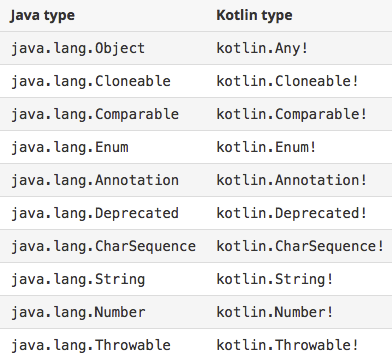 Java type Kotlin type
java.lang.Object kotlin.Any!
java.lang.Cloneable kotlin.Cloneable!
java.lang.Comparable kotlin.Comparable!
java.lang.Enum kotlin.Enum!
java.lang.Annotation kotlin.Annotation!
java.lang.Deprecated kotlin.Deprecated!
java.lang.CharSequence kotlin.CharSequence!
java.lang.String kotlin.String!
java.lang.Number kotlin.Number!
java.lang.Throwable kotlin.Throwable!